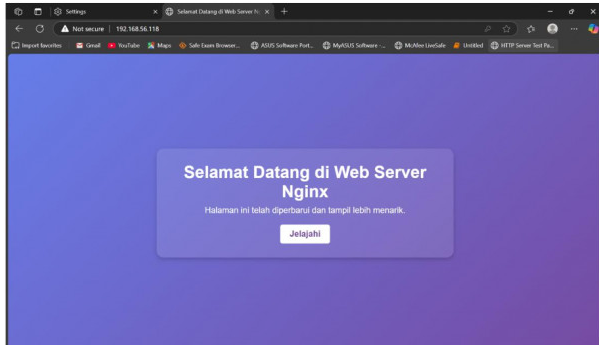 Settings
Selamat Datang di Web Server N
Not secure 192.168.56.118
Import favorites Gmail YouTube Maps Safe Exam Browser... ASUS Software Port... MyASUS Software -... McAfee LiveSafe Untitled HTTP Server Test Pa...
Selamat Datang di Web Server
Nginx
Halaman ini telah diperbarui dan tampil lebih menarik.
Jelajahi